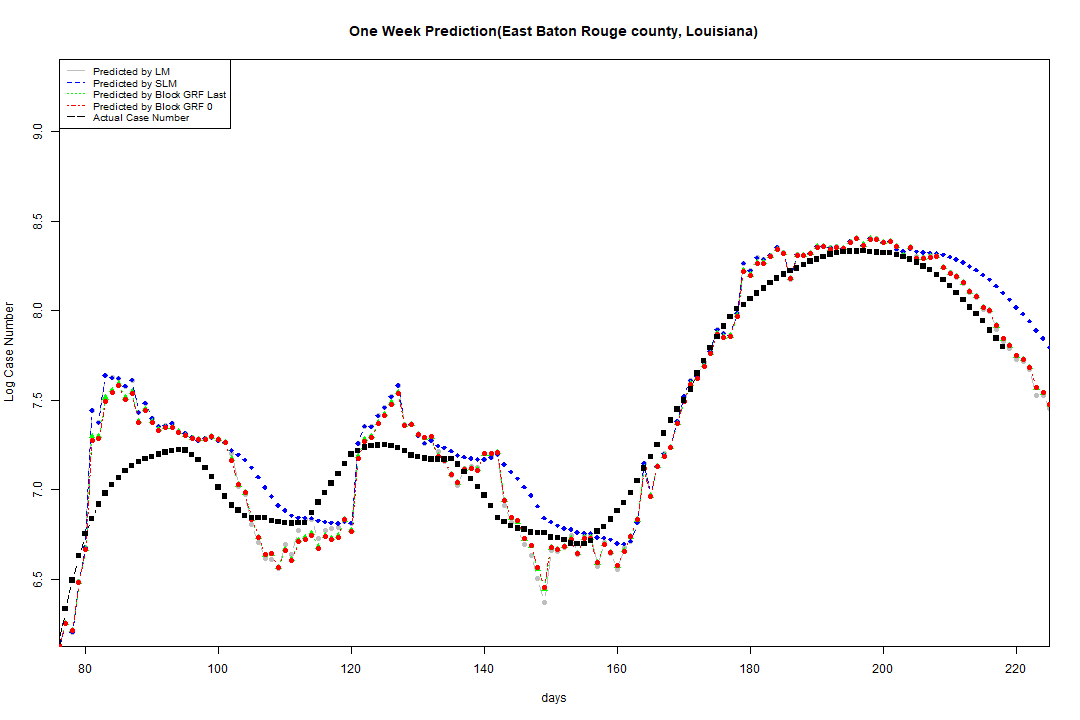 One Week Prediction(East Baton Rouge county, Louisiana)
Predicted by LM
Predicted by SLM
Predicted by Block GRF Last
Predicted by Block GRF 0
Actual Case Number
9.0
8.5
8.0
7.5
7.0
6.5
Log Case Number
80 100 120 140 160 180 200 220
days